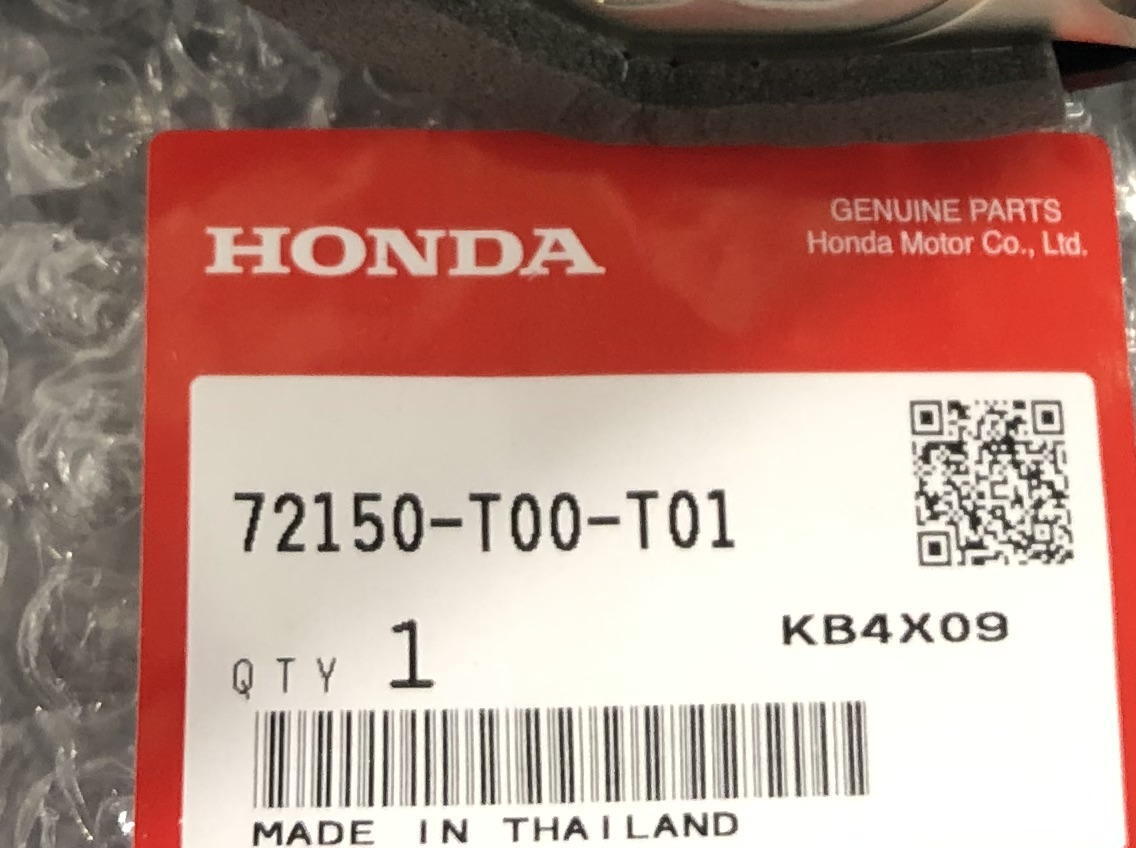 HONDA
GENUINE PARTS
Honda Motor Co., Ltd.
72150-T00-T01
KB4X09
QTY 1
MADE IN THAILAND